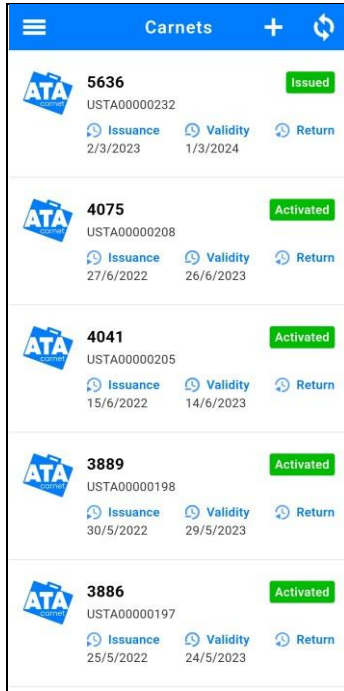 Carnets
ATA carnet
5636 Issued
USTA00000232
Issuance Validity Return
2/3/2023 1/3/2024
ATA carnet
4075 Activated
USTA00000208
Issuance Validity Return
27/6/2022 26/6/2023
ATA carnet
4041 Activated
USTA00000205
Issuance Validity Return
15/6/2022 14/6/2023
ATA carnet
3889 Activated
USTA00000198
Issuance Validity Return
30/5/2022 29/5/2023
ATA carnet
3886 Activated
USTA00000197
Issuance Validity Return
25/5/2022 24/5/2023